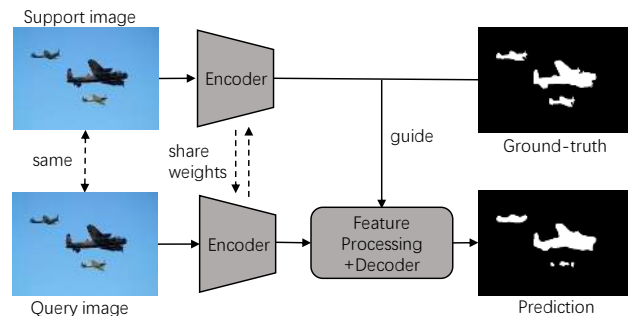 Support image
Encoder
same
share
weights
guide
Ground-truth
Encoder
Feature
Processing
+Decoder
Query image
Prediction